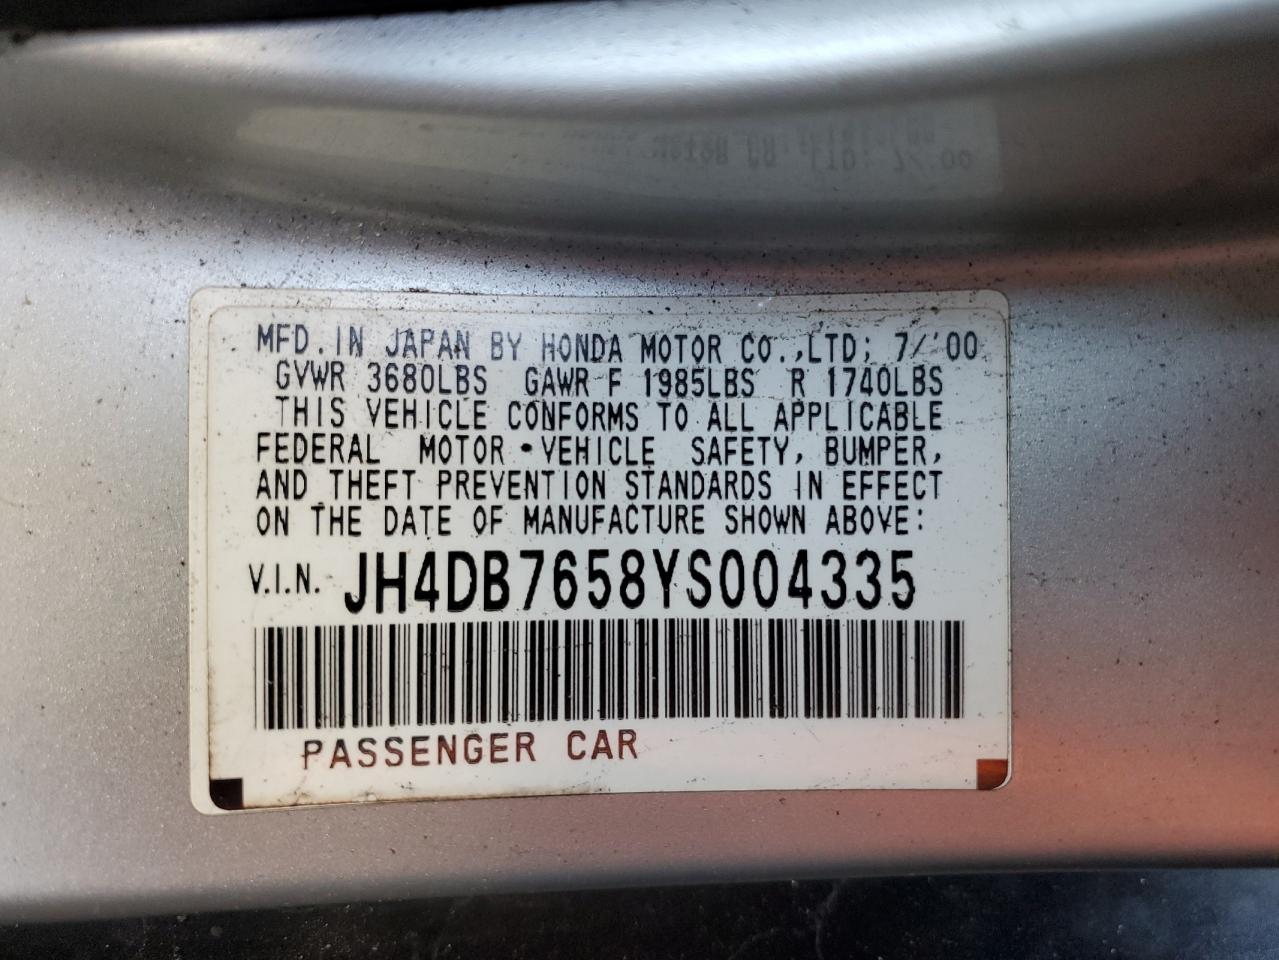 MFD. IN JAPAN BY HONDA MOTOR CO.,LTD; 7/'00
GVWR 3680LBS GAWR F 1985LBS R 1740LBS
THIS VEHICLE CONFORMS TO ALL APPLICABLE
FEDERAL MOTOR VEHICLE SAFETY, BUMPER,
AND THEFT PREVENTION STANDARDS IN EFFECT
ON THE DATE OF MANUFACTURE SHOWN ABOVE:
V.I.N. JH4DB7658YS004335
PASSENGER CAR